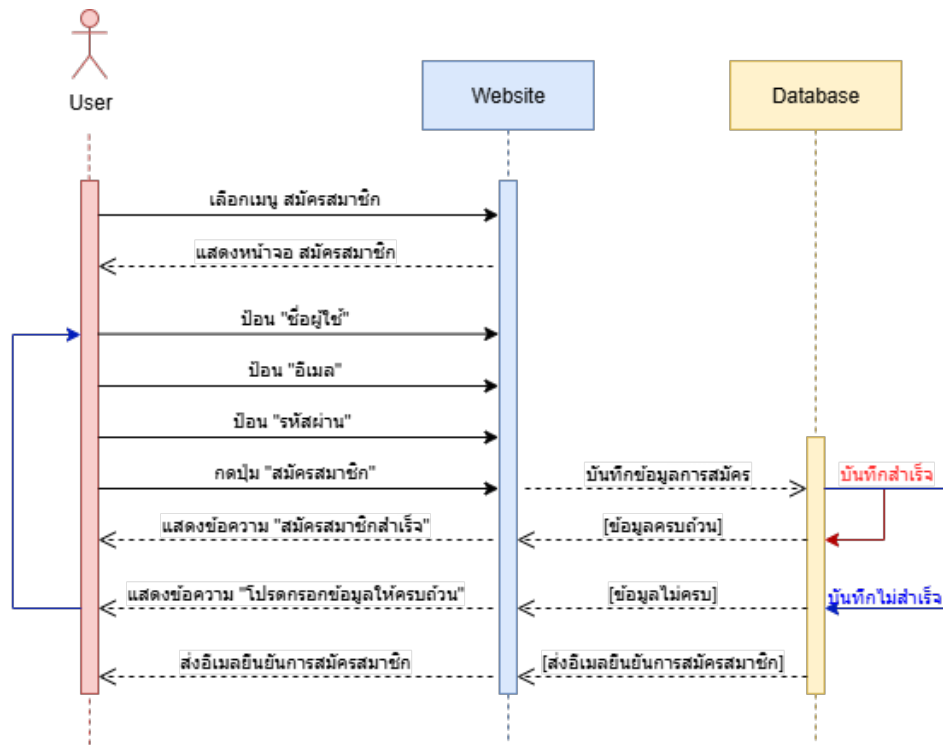 User
Website
Database
เลือกเมนู สมัครสมาชิก
แสดงหน้าจอ สมัครสมาชิก
ป้อน "ชื่อผู้ใช้"
ป้อน "อีเมล"
ป้อน "รหัสผ่าน"
กดปุ่ม "สมัครสมาชิก"
บันทึกข้อมูลการสมัคร
บันทึกสำเร็จ
แสดงข้อความ "สมัครสมาชิกสำเร็จ"
[ข้อมูลครบถ้วน]
แสดงข้อความ "โปรดกรอกข้อมูลให้ครบถ้วน"
[ข้อมูลไม่ครบ]
บันทึกไม่สำเร็จ
ส่งอีเมลยืนยันการสมัครสมาชิก
[ส่งอีเมลยืนยันการสมัครสมาชิก]